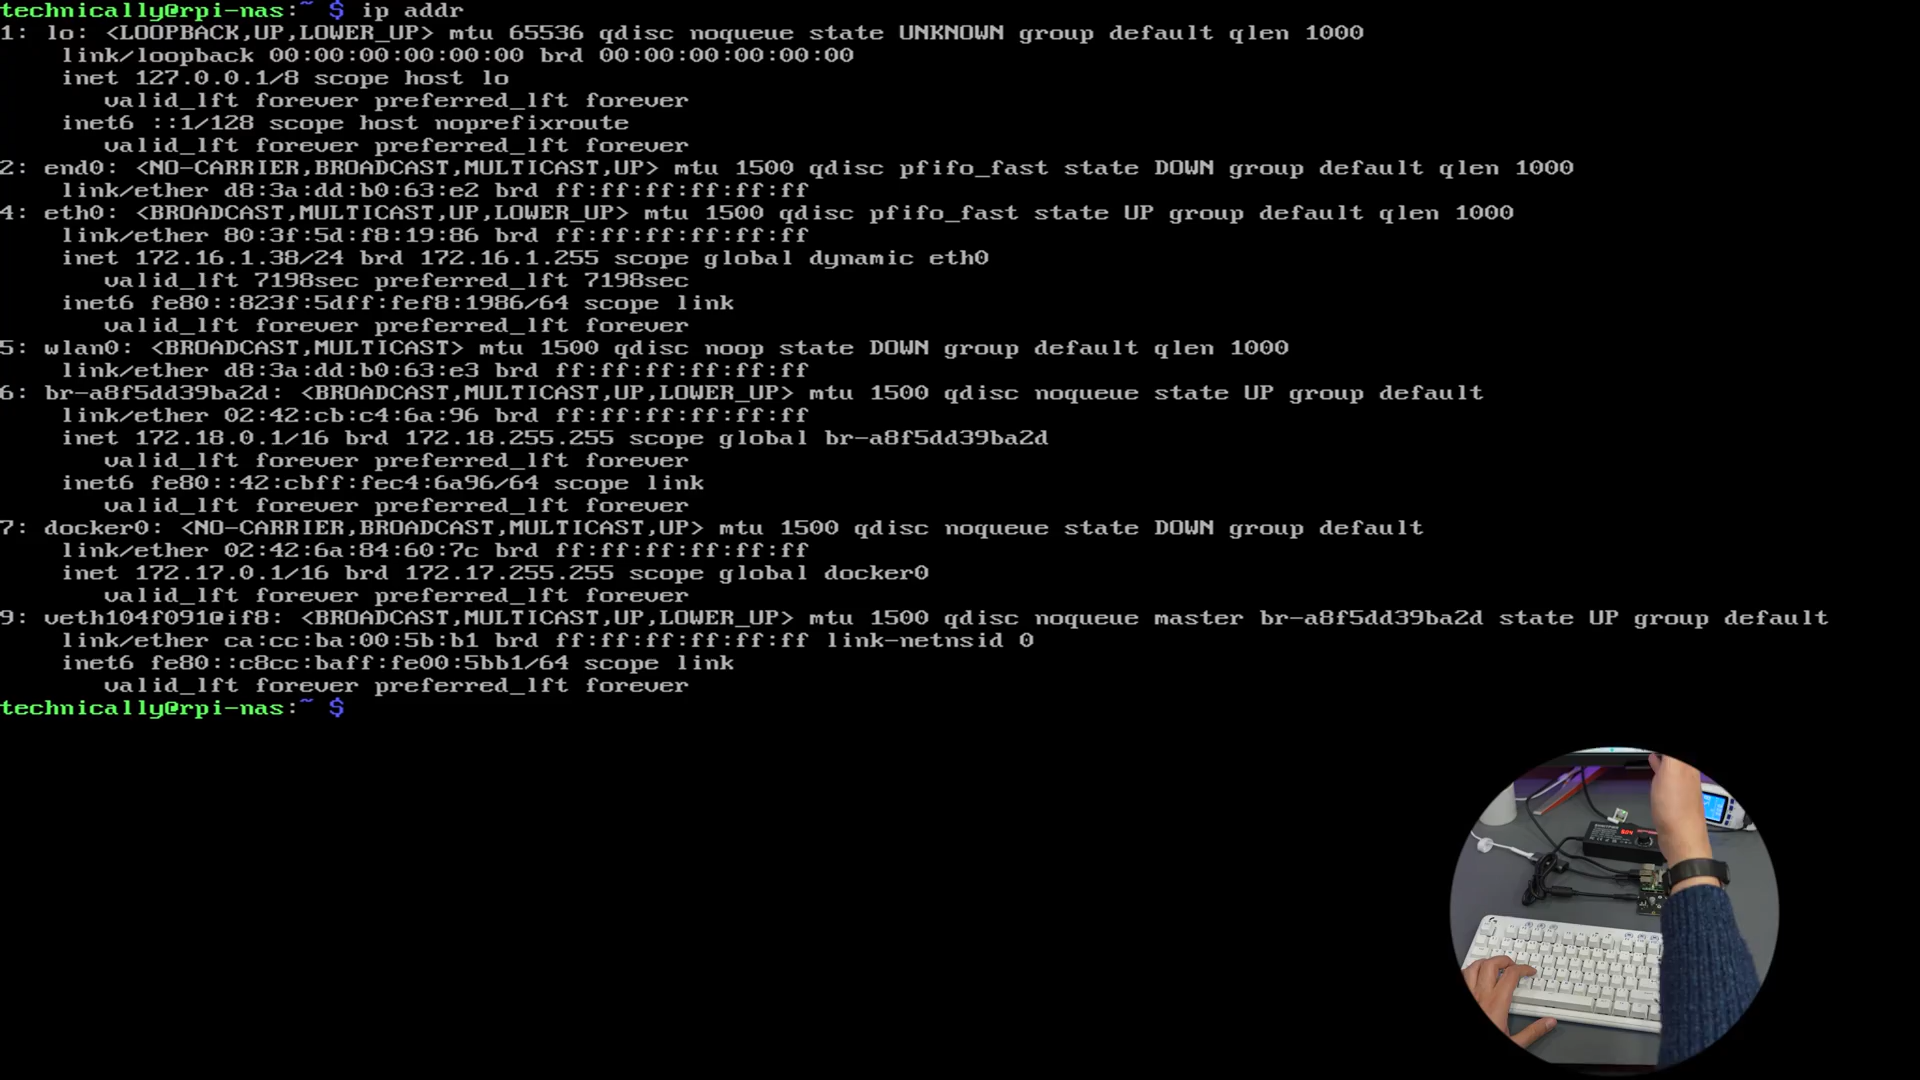 technically@rpi-nas:~ $ ip addr
1: lo: <LOOPBACK,UP,LOWER_UP> mtu 65536 qdisc noqueue state UNKNOWN group default qlen 1000
link/loopback 00:00:00:00:00:00 brd 00:00:00:00:00:00
inet 127.0.0.1/8 scope host lo
valid_lft forever preferred_lft forever
inet6 ::1/128 scope host noprefixroute
valid_lft forever preferred_lft forever
2: end0: <NO-CARRIER,BROADCAST,MULTICAST,UP> mtu 1500 qdisc pfifo_fast state DOWN group default qlen 1000
link/ether d8:3a:dd:b0:63:e2 brd ff:ff:ff:ff:ff:ff
4: eth0: <BROADCAST,MULTICAST,UP,LOWER_UP> mtu 1500 qdisc pfifo_fast state UP group default qlen 1000
link/ether 80:3f:5d:f8:19:86 brd ff:ff:ff:ff:ff:ff
inet 172.16.1.38/24 brd 172.16.1.255 scope global dynamic eth0
valid_lft 7198sec preferred_lft 7198sec
inet6 fe80::823f:5dff:fef8:1986/64 scope link
valid_lft forever preferred_lft forever
5: wlan0: <BROADCAST,MULTICAST> mtu 1500 qdisc noop state DOWN group default qlen 1000
link/ether d8:3a:dd:b0:63:e3 brd ff:ff:ff:ff:ff:ff
6: br-a8f5dd39ba2d: <BROADCAST,MULTICAST,UP,LOWER_UP> mtu 1500 qdisc noqueue state UP group default
link/ether 02:42:cb:c4:6a:96 brd ff:ff:ff:ff:ff:ff
inet 172.18.0.1/16 brd 172.18.255.255 scope global br-a8f5dd39ba2d
valid_lft forever preferred_lft forever
inet6 fe80::42:cbff:fec4:6a96/64 scope link
valid_lft forever preferred_lft forever
7: docker0: <NO-CARRIER,BROADCAST,MULTICAST,UP> mtu 1500 qdisc noqueue state DOWN group default
link/ether 02:42:6a:84:60:7c brd ff:ff:ff:ff:ff:ff
inet 172.17.0.1/16 brd 172.17.255.255 scope global docker0
valid_lft forever preferred_lft forever
9: veth104f091@if8: <BROADCAST,MULTICAST,UP,LOWER_UP> mtu 1500 qdisc noqueue master br-a8f5dd39ba2d state UP group default
link/ether ca:cc:ba:00:5b:b1 brd ff:ff:ff:ff:ff:ff link-netnsid 0
inet6 fe80::c8cc:baff:fe00:5bb1/64 scope link
valid_lft forever preferred_lft forever
technically@rpi-nas:~ $